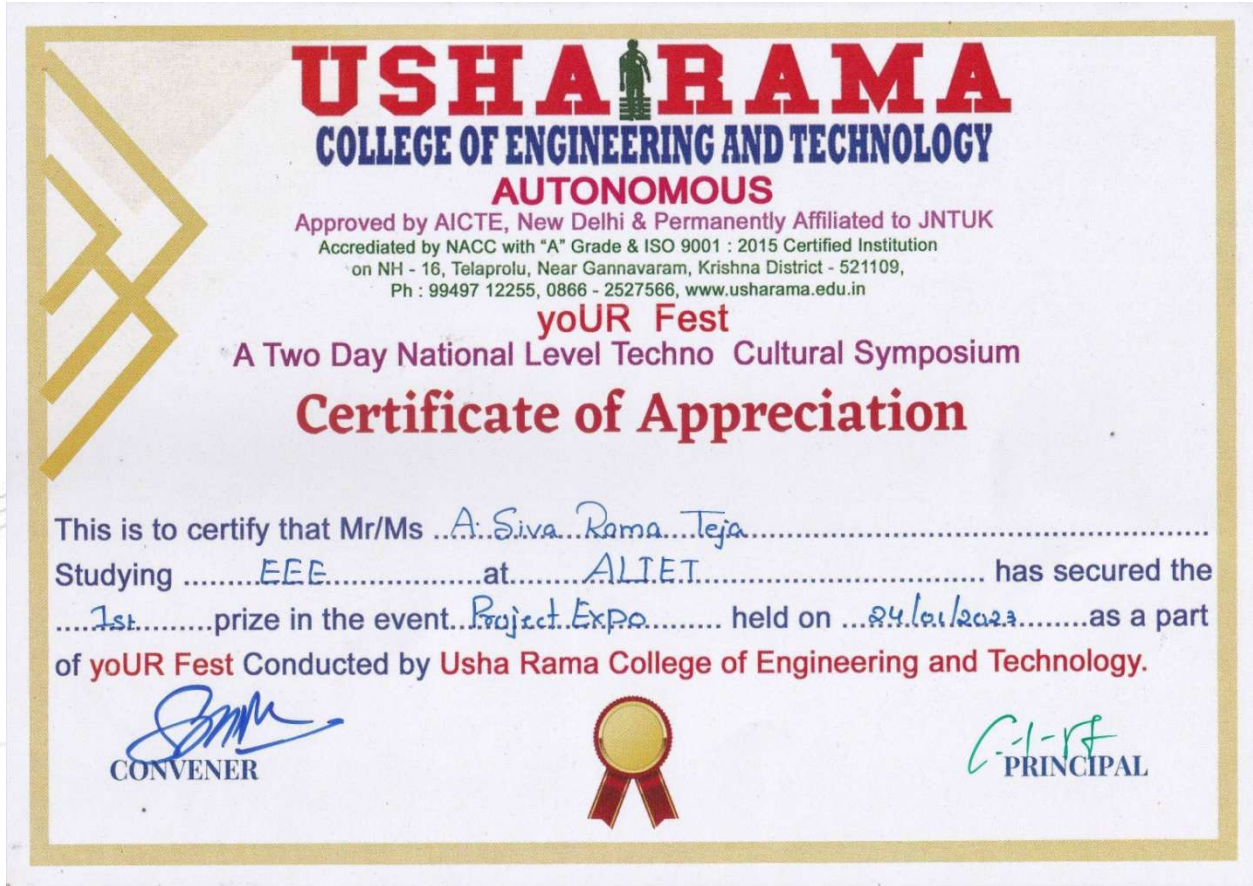 USHA RAMA
COLLEGE OF ENGINEERING AND TECHNOLOGY
AUTONOMOUS
Approved by AICTE, New Delhi & Permanently Affiliated to JNTUK
Accrediated by NACC with "A" Grade & ISO 9001 : 2015 Certified Institution
on NH - 16, Telaprolu, Near Gannavaram, Krishna District - 521109,
Ph : 99497 12255, 0866 - 2527566, www.usharama.edu.in
yoUR Fest
A Two Day National Level Techno Cultural Symposium
Certificate of Appreciation
This is to certify that Mr/Ms ..A. Siva Rama Teja..............................
Studying ........EEE................at........ALIET.............................. has secured the
....1st.........prize in the event..Project Expo......... held on ...24/01/2023.........as a part
of yoUR Fest Conducted by Usha Rama College of Engineering and Technology.
CONVENER
PRINCIPAL